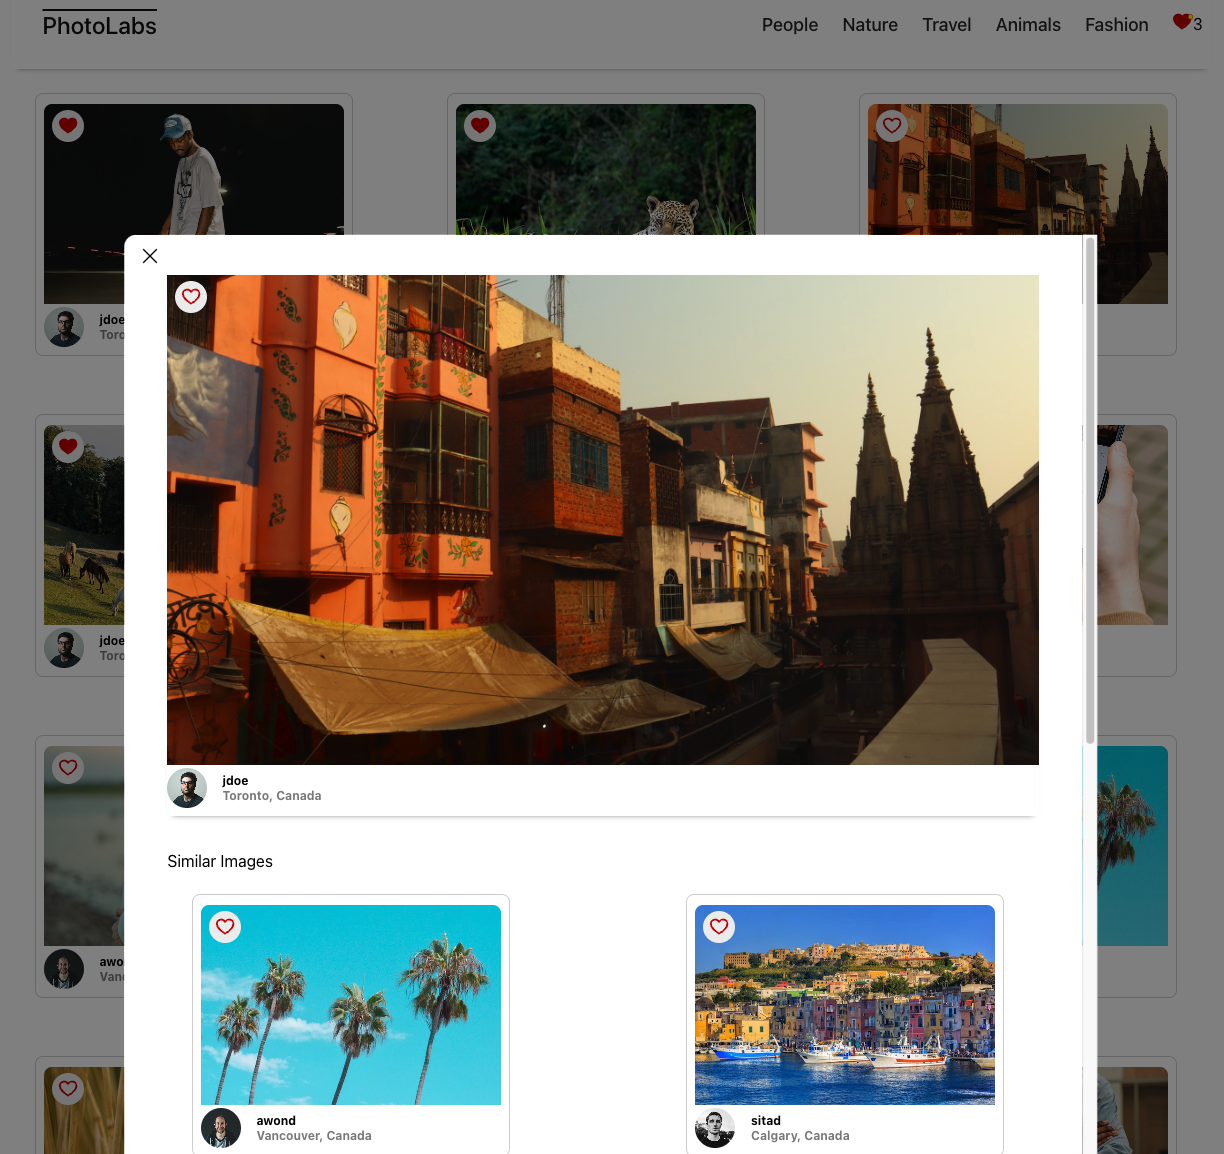 PhotoLabs
People Nature Travel Animals Fashion 3
jdoe
Toro
jdoe
Toro
awo
Van
jdoe
Toronto, Canada
Similar Images
awond
Vancouver, Canada
sitad
Calgary, Canada